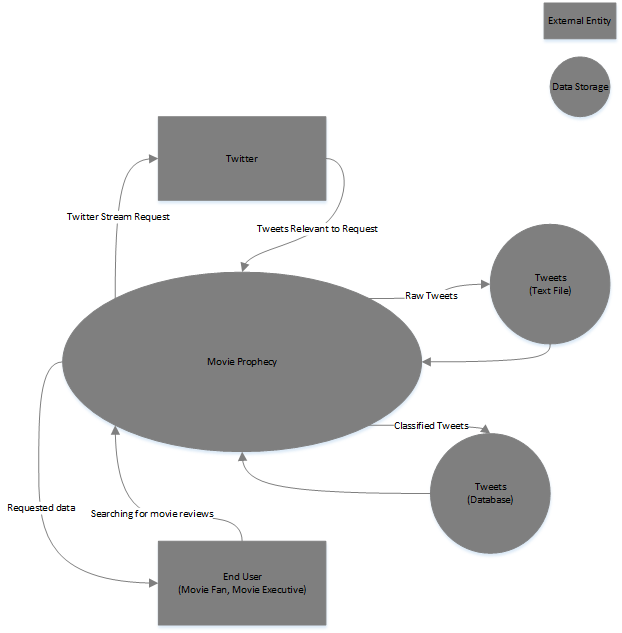 External Entity
Data Storage
Twitter
Twitter Stream Request
Tweets Relevant to Request
Tweets
(Text File)
Raw Tweets
Movie Prophecy
Classified Tweets
Tweets
(Database)
Requested data
Searching for movie reviews
End User
(Movie Fan, Movie Executive)